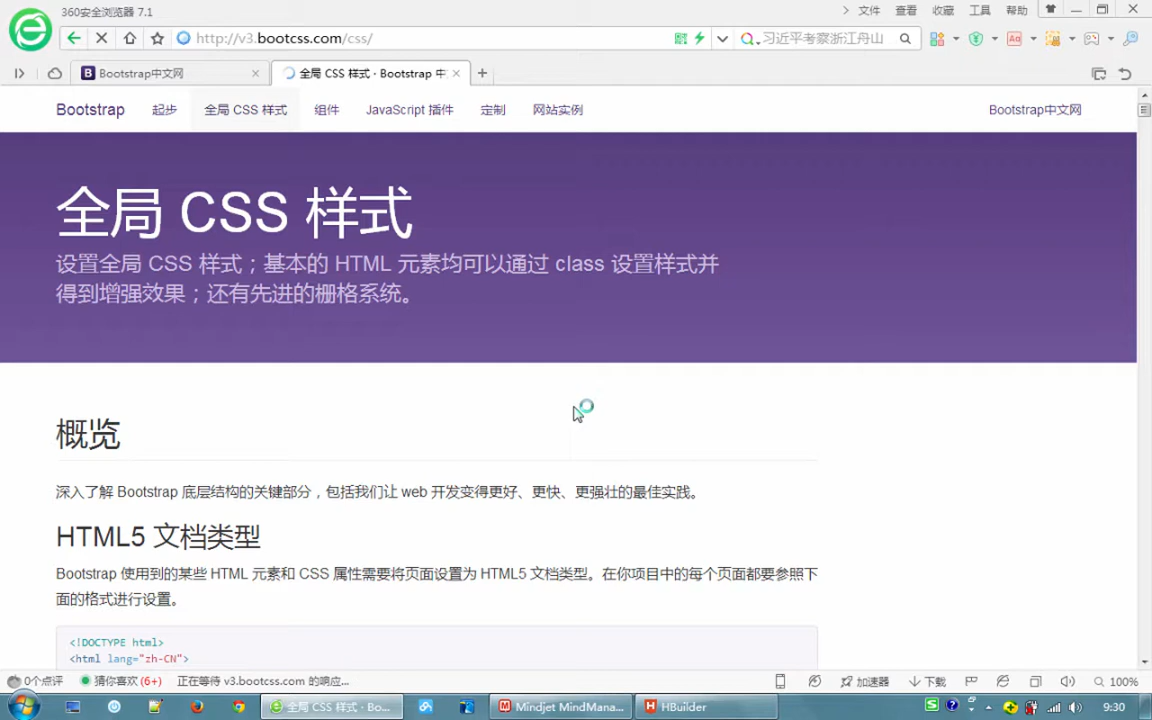 360安全浏览器 7.1
文件 查看 收藏 工具 帮助
http://v3.bootcss.com/css/
习近平考察浙江舟山
Bootstrap中文网
全局 CSS 样式 · Bootstrap 中
Bootstrap 起步 全局 CSS 样式 组件 JavaScript 插件 定制 网站实例 Bootstrap中文网
全局 CSS 样式
设置全局 CSS 样式；基本的 HTML 元素均可以通过 class 设置样式并
得到增强效果；还有先进的栅格系统。
概览
深入了解 Bootstrap 底层结构的关键部分，包括我们让 web 开发变得更好、更快、更强壮的最佳实践。
HTML5 文档类型
Bootstrap 使用到的某些 HTML 元素和 CSS 属性需要将页面设置为 HTML5 文档类型。在你项目中的每个页面都要参照下
面的格式进行设置。
<!DOCTYPE html>
<html lang="zh-CN">
0个点评 猜你喜欢 (6+) 正在等待 v3.bootcss.com 的响应... 加速器 下载 100%
全局 CSS 样式 · Bo... Mindjet MindMana... HBuilder 9:30